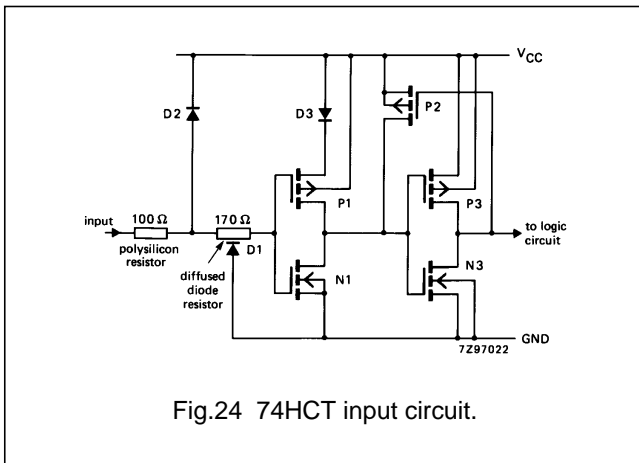 VCC
D2
D3
P2
P1
P3
input
100 Ω
170 Ω
to logic
circuit
polysilicon
resistor
D1
diffused
diode
resistor
N1
N3
GND
7Z97022
Fig.24 74HCT input circuit.